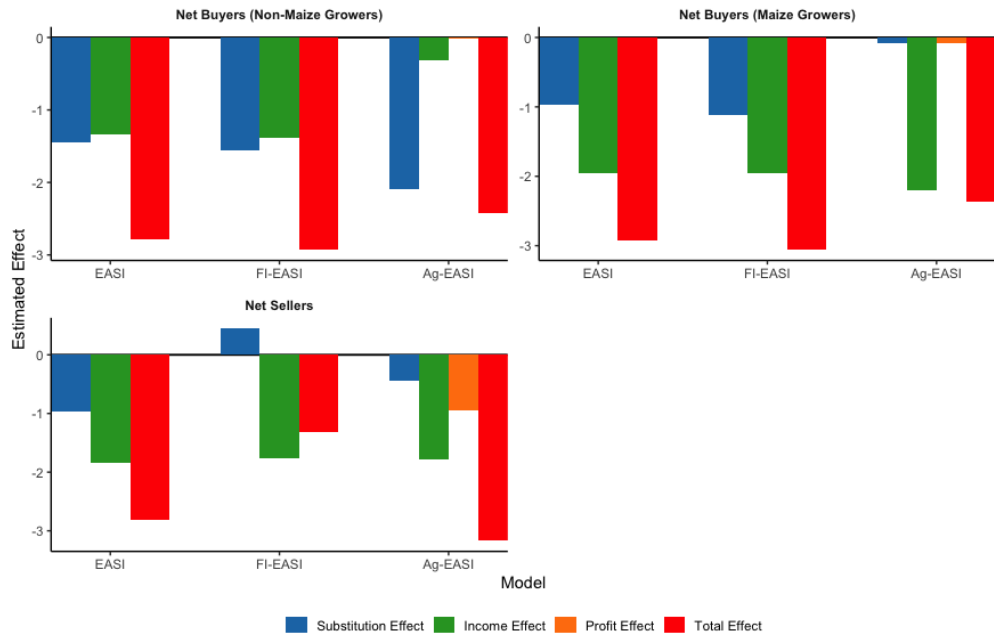 Net Buyers (Non-Maize Growers)
Net Buyers (Maize Growers)
0
-1
-2
-3
EASI
FI-EASI
Ag-EASI
0
-1
-2
-3
EASI
FI-EASI
Ag-EASI
Estimated Effect
Net Sellers
0
-1
-2
-3
EASI
FI-EASI
Ag-EASI
Model
Substitution Effect Income Effect Profit Effect Total Effect